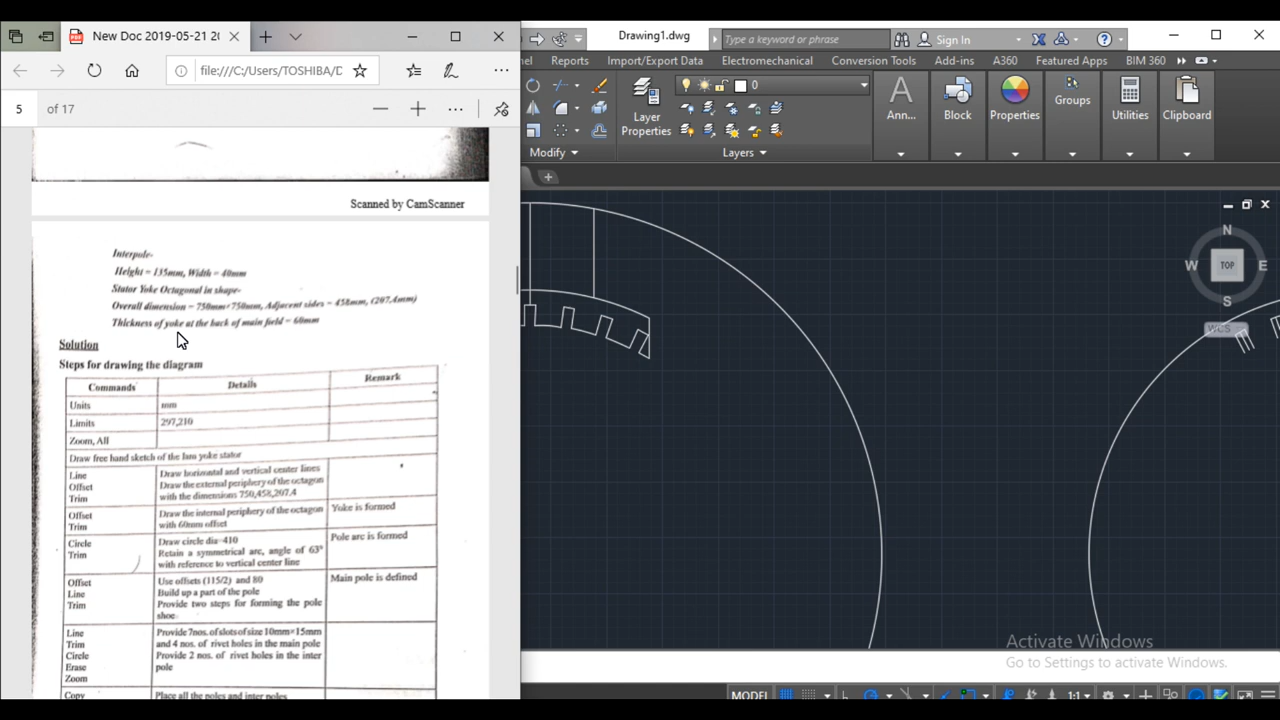 New Doc 2019-05-21 20
file:///C:/Users/TOSHIBA/D
5 of 17
Scanned by CamScanner
Interpole-
Height = 135mm, Width = 40mm
Stator Yoke Octagonal in shape-
Overall dimension = 750mm*750mm, Adjacent sides = 458mm, (207.4mm)
Thickness of yoke at the back of main field = 60mm
Solution
Steps for drawing the diagram
Commands Details Remark
Units mm
Limits 297,210
Zoom, All
Draw free hand sketch of the lam yoke stator
Line Draw horizontal and vertical center lines
Offset Draw the external periphery of the octagon
Trim with the dimensions 750,458,207.4
Offset Draw the internal periphery of the octagon Yoke is formed
Trim with 60mm offset
Circle Draw circle dia=410 Pole arc is formed
Trim Retain a symmetrical arc, angle of 63°
with reference to vertical center line
Offset Use offsets (115/2) and 80 Main pole is defined
Line Build up a part of the pole
Trim Provide two steps for forming the pole
shoe
Line Provide 7nos. of slots of size 10mm*15mm
Trim and 4 nos. of rivet holes in the main pole
Circle Provide 2 nos. of rivet holes in the inter
Erase pole
Zoom
Copy Place all the poles and inter poles
Drawing1.dwg
Type a keyword or phrase
Sign In
Reports Import/Export Data Electromechanical Conversion Tools Add-ins A360 Featured Apps BIM 360
0
Layer
Properties
Ann...
Block
Properties
Groups
Utilities
Clipboard
Modify
Layers
N
W TOP E
S
WCS
Activate Windows
Go to Settings to activate Windows.
MODEL
1:1